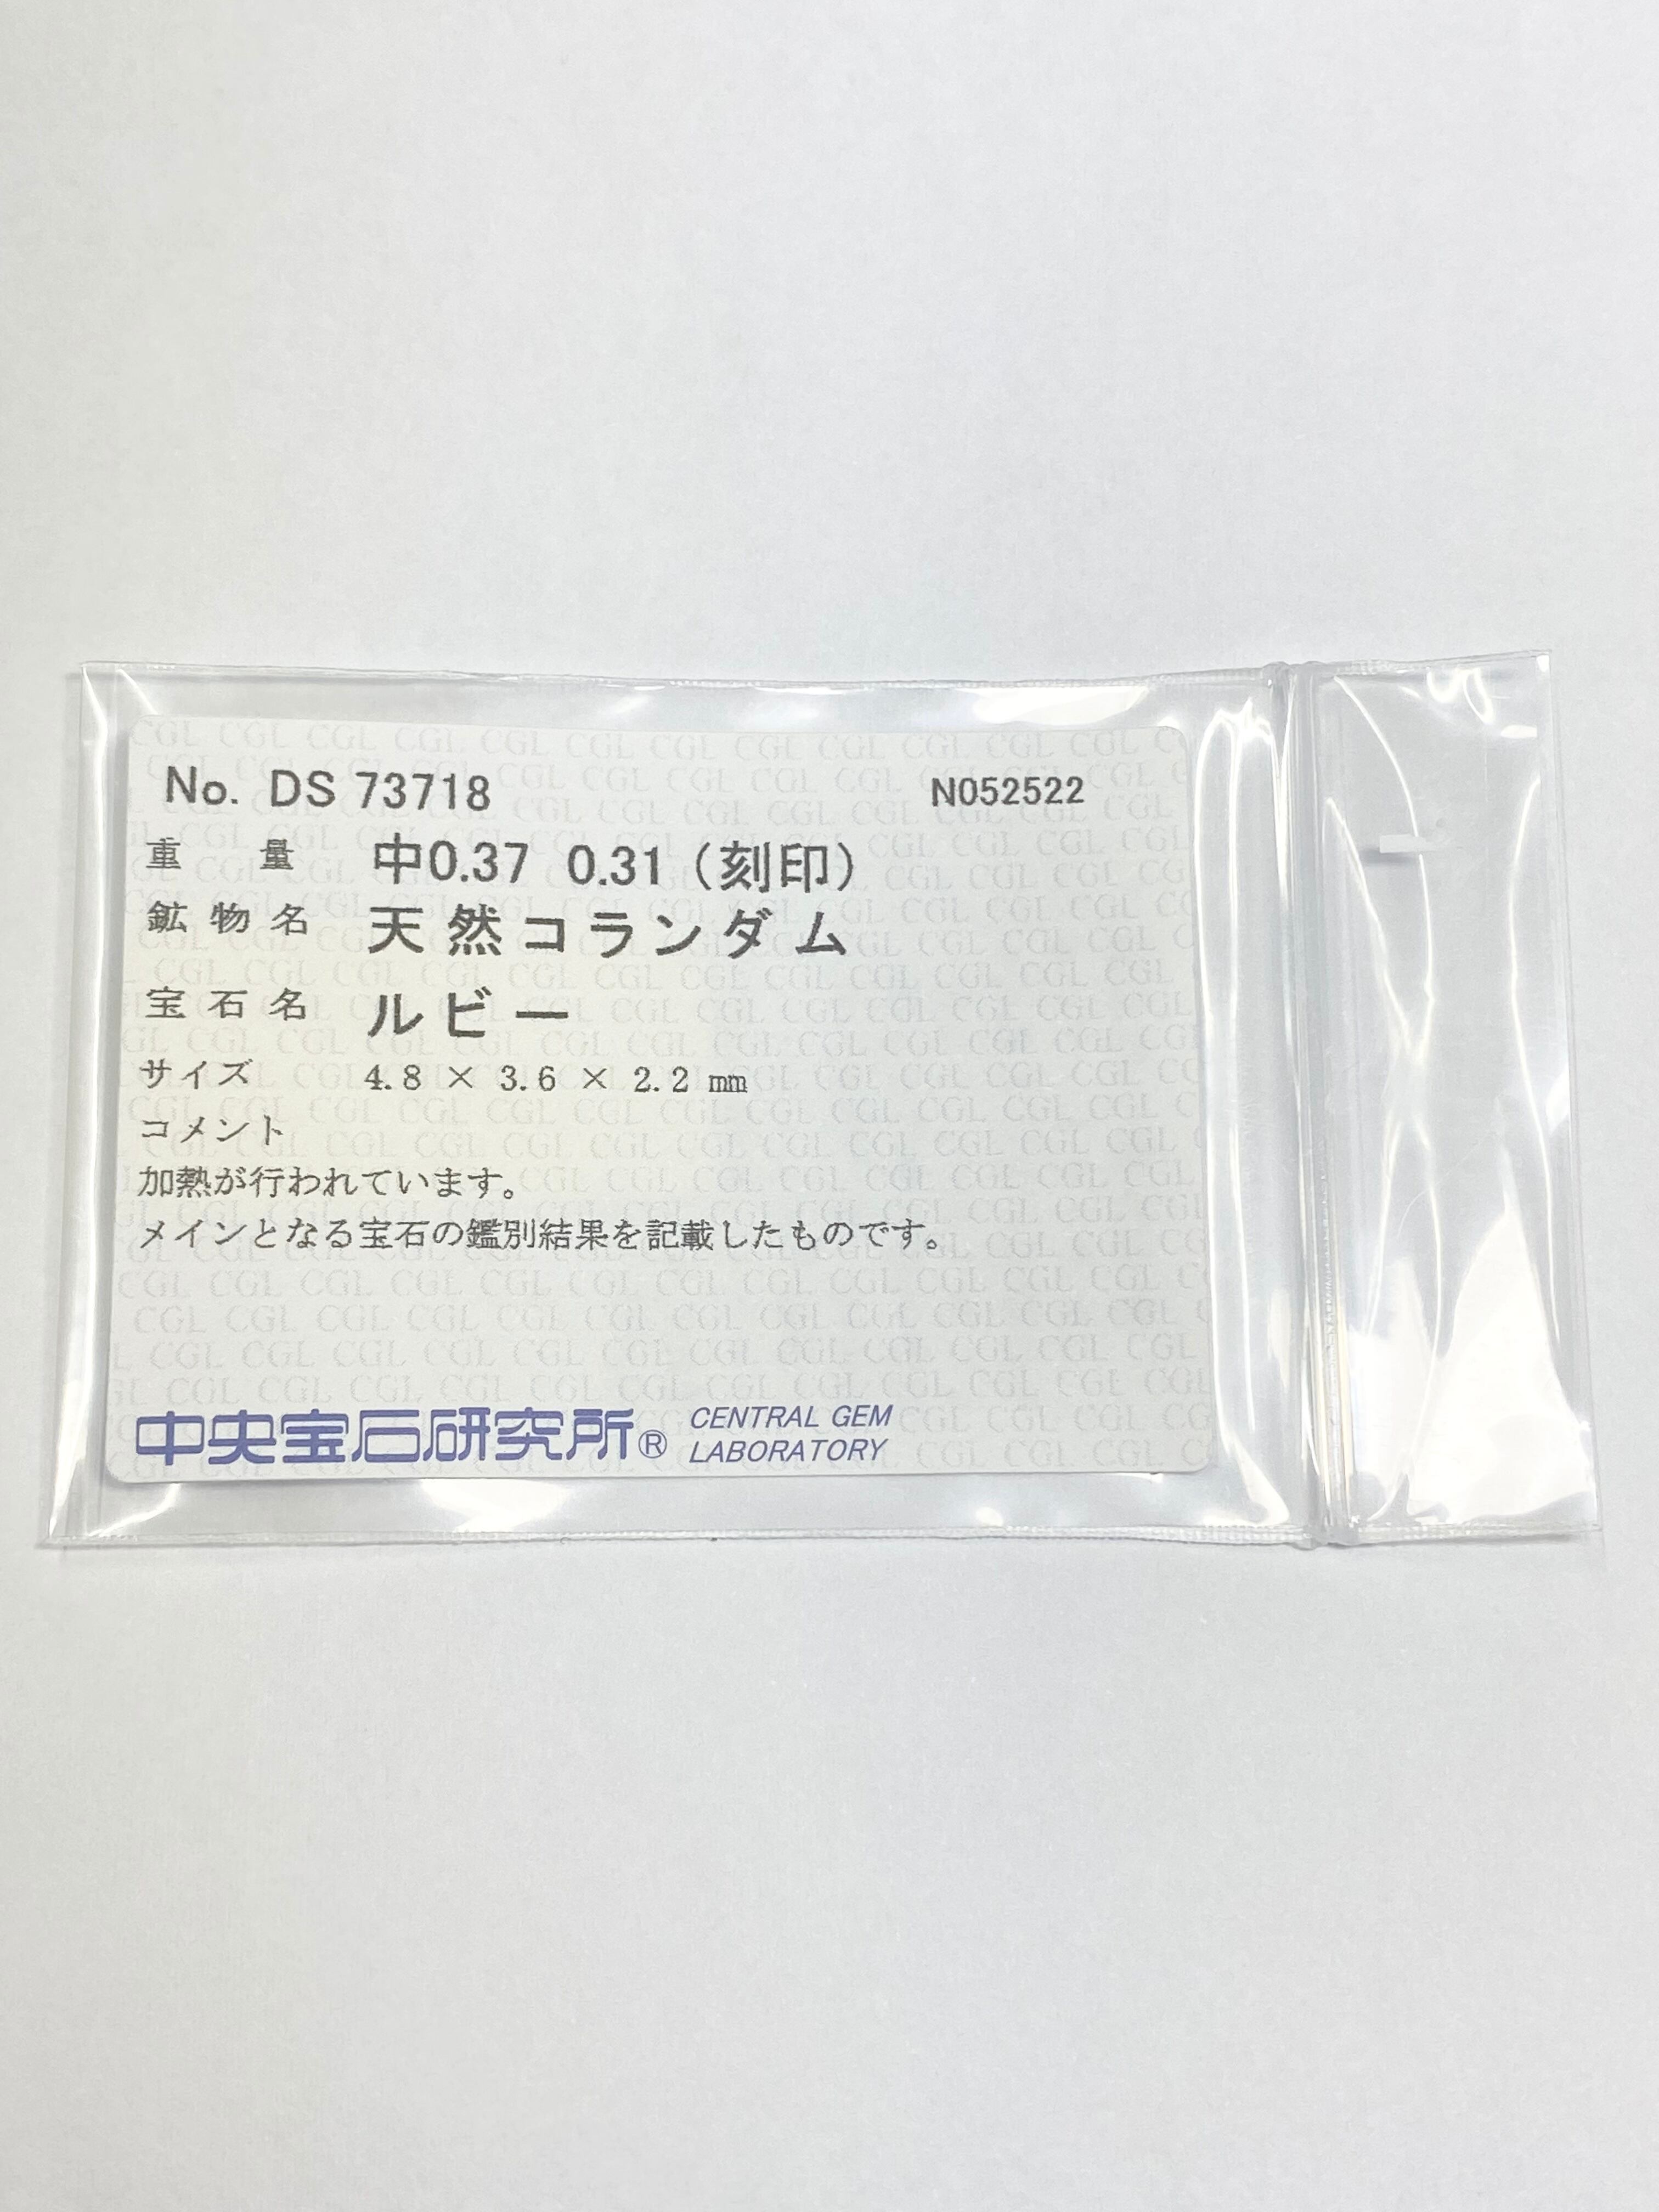 No. DS 73718 N052522
重量 中0.37 0.31 (刻印)
鉱物名 天然コランダム
宝石名 ルビー
サイズ 4.8 × 3.6 × 2.2 mm
コメント
加熱が行われています。
メインとなる宝石の鑑別結果を記載したものです。
中央宝石研究所® CENTRAL GEM
LABORATORY